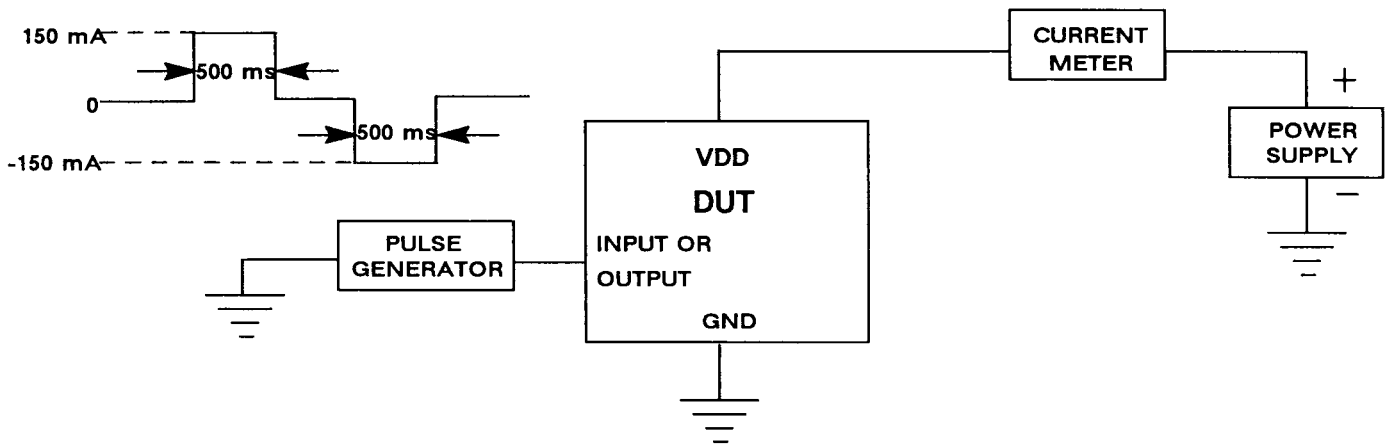 150 mA
500 ms
0
500 ms
-150 mA
CURRENT
METER
+
POWER
SUPPLY
–
VDD
DUT
INPUT OR
OUTPUT
GND
PULSE
GENERATOR